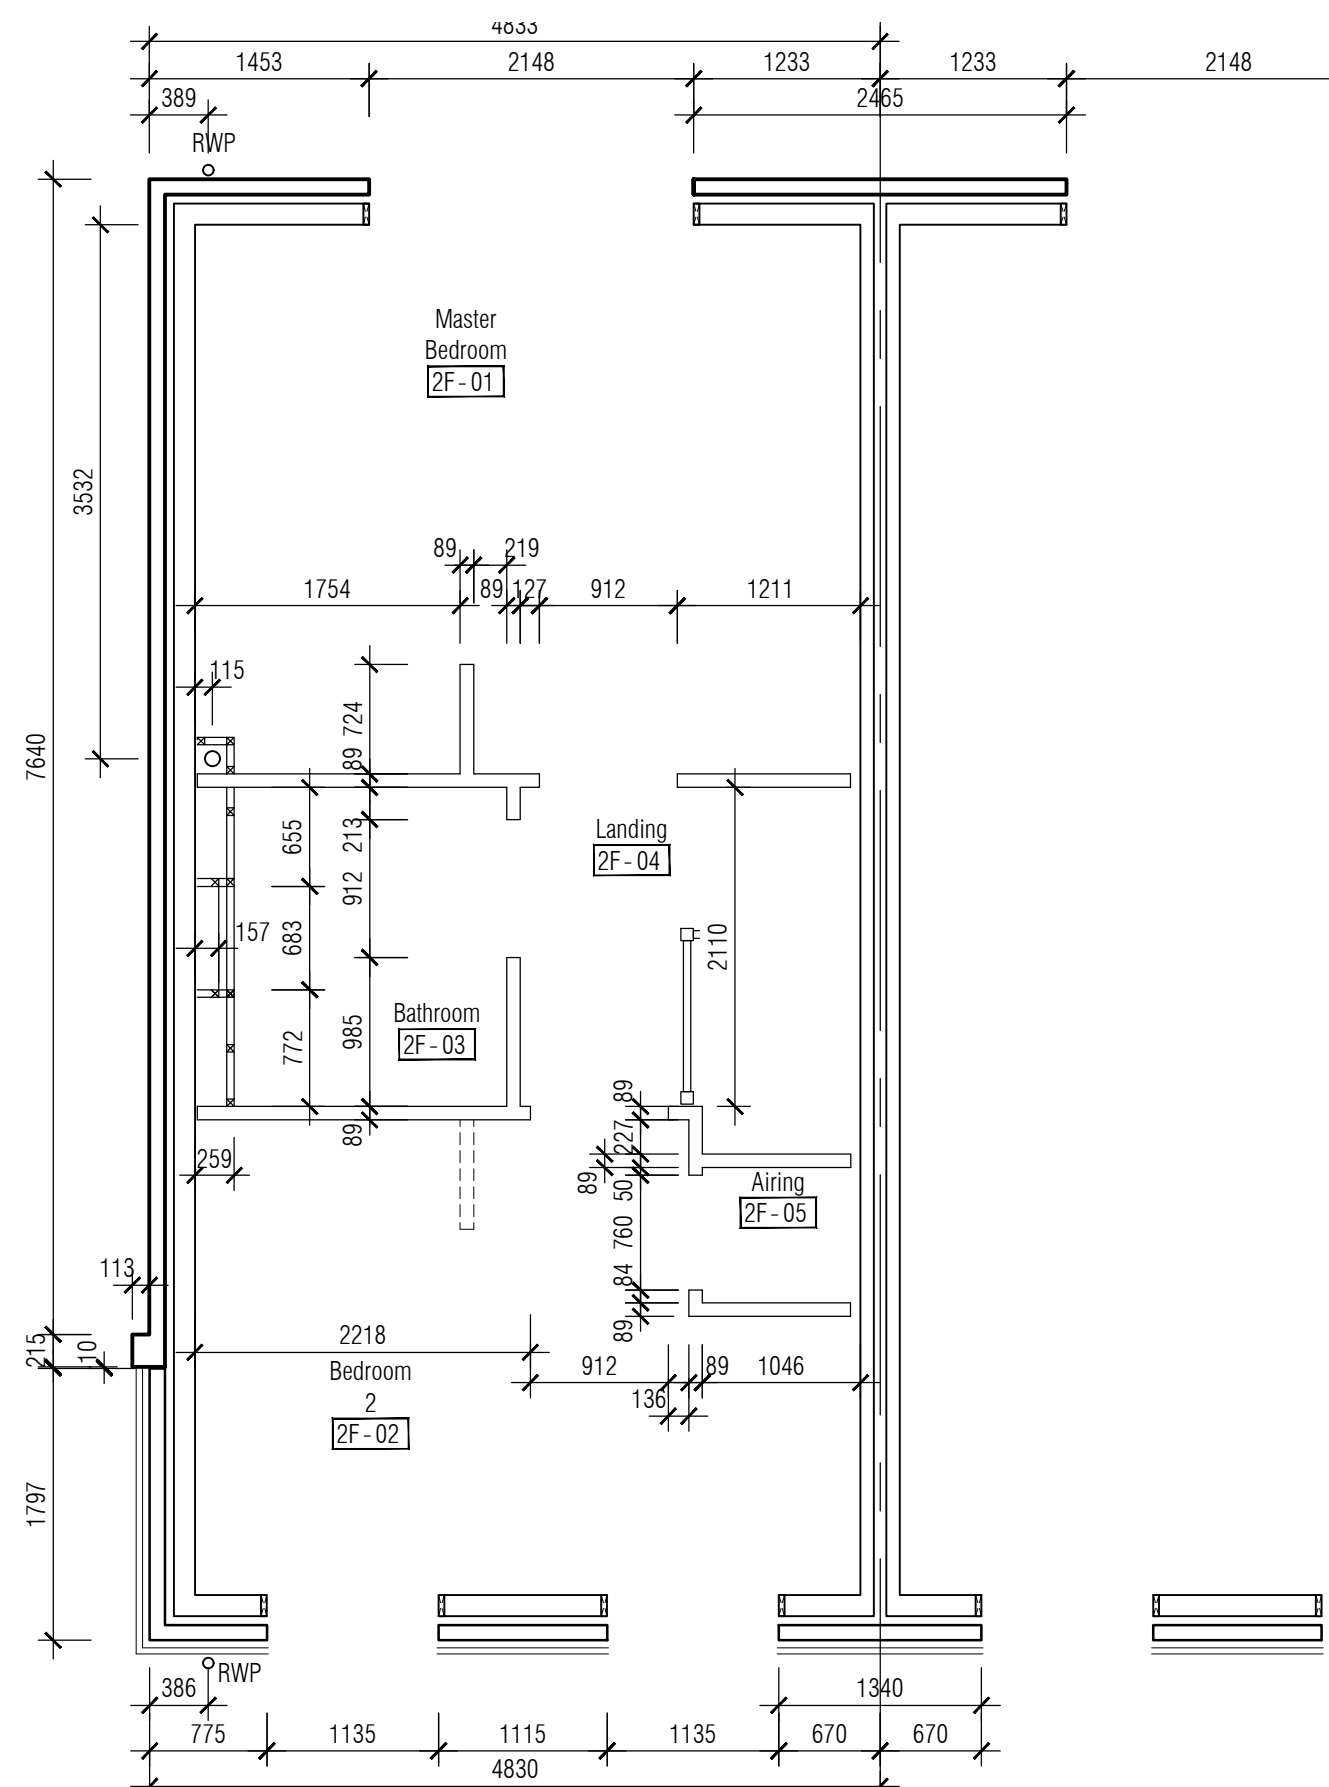 4833
1453 2148 1233 1233 2148
389 2465
RWP
Master
Bedroom
2F-01
3532
89 219
1754 89 127 912 1211
115
724
7640
89
655 213
Landing
2F-04
912
157 683 2110
Bathroom
2F-03
772 985
89
89 227
259
89 50
Airing
2F-05
760
113 84
215 10 89
2218
Bedroom
2
2F-02
912 89 1046
136
1797
RWP
386 1340
775 1135 1115 1135 670 670
4830